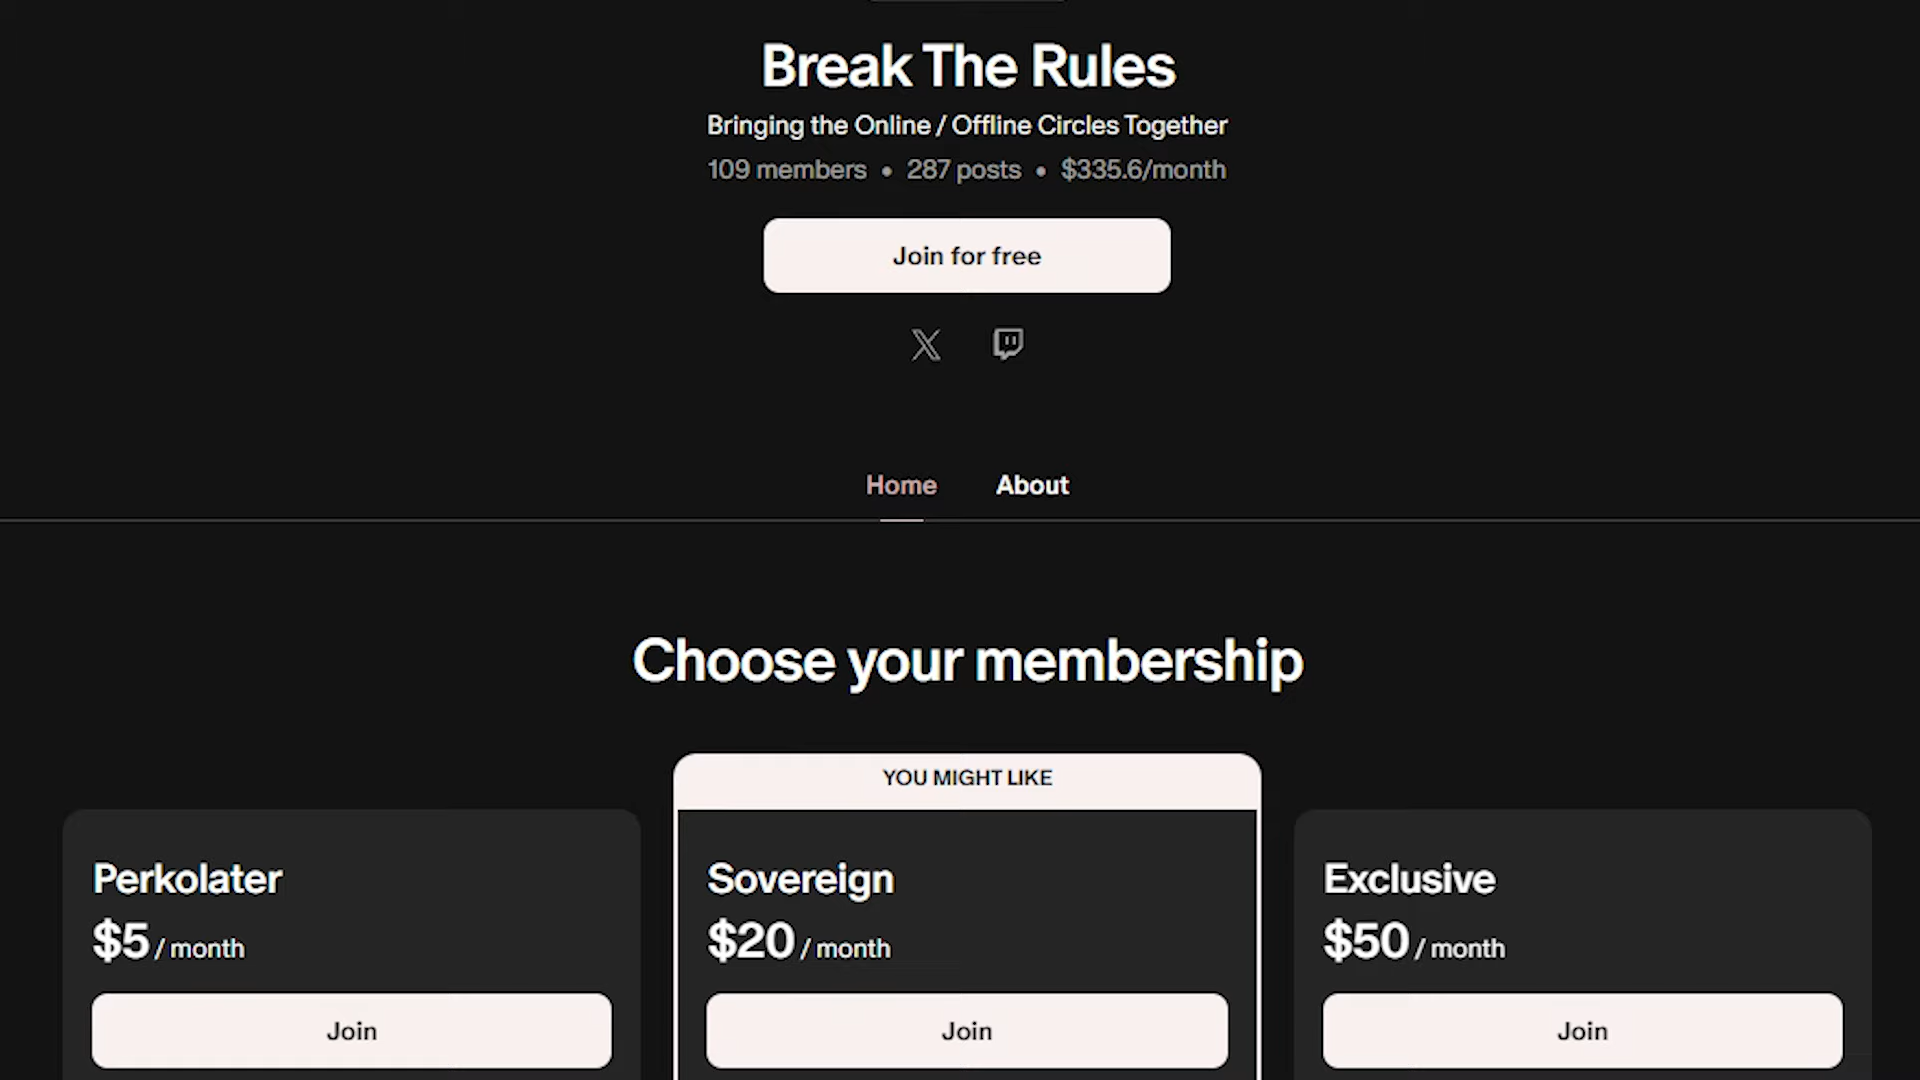 Break The Rules
Bringing the Online / Offline Circles Together
109 members • 287 posts • $335.6/month
Join for free
Home About
Choose your membership
YOU MIGHT LIKE
Perkolater
$5 / month
Join
Sovereign
$20 / month
Join
Exclusive
$50 / month
Join